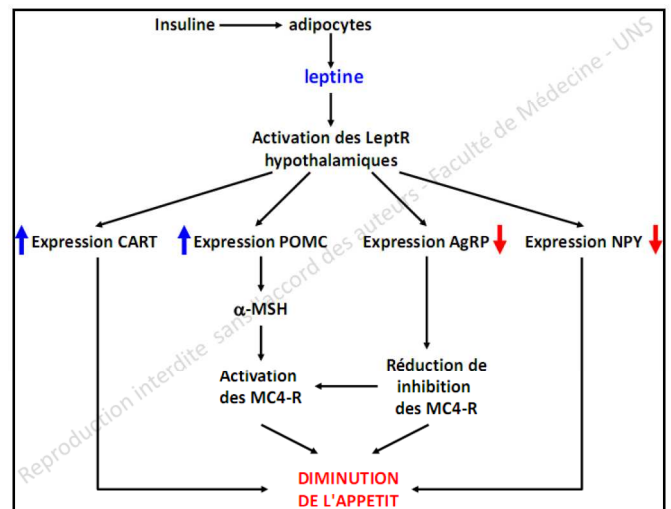 Insuline adipocytes
leptine
Activation des LeptR
hypothalamiques
Expression CART Expression POMC Expression AgRP Expression NPY
α-MSH
Activation
des MC4-R
Réduction de
inhibition
des MC4-R
DIMINUTION
DE L'APPETIT
Reproduction interdite sans l'accord des auteurs - Faculté de Médecine - UNS